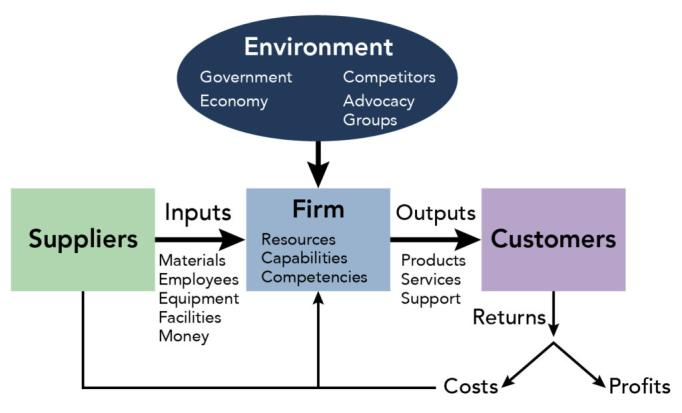 Environment
Government
Economy
Competitors
Advocacy
Groups
Suppliers
Inputs
Materials
Employees
Equipment
Facilities
Money
Firm
Resources
Capabilities
Competencies
Outputs
Products
Services
Support
Customers
Returns
Costs
Profits